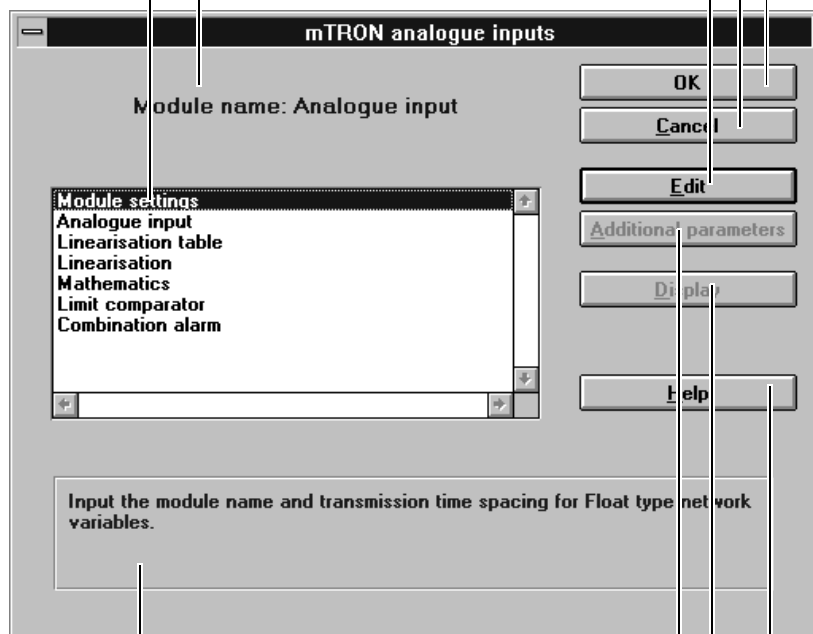 mTRON analogue inputs
Module name: Analogue input
OK
Cancel
Module settings
Analogue input
Linearisation table
Linearisation
Mathematics
Limit comparator
Combination alarm
Edit
Additional parameters
Display
Help
Input the module name and transmission time spacing for Float type network
variables.